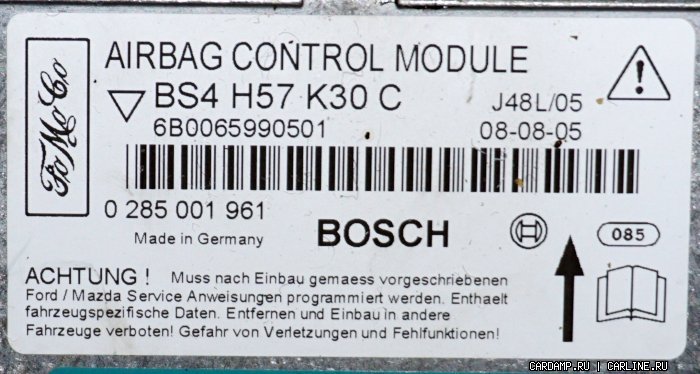 FoMoCo
AIRBAG CONTROL MODULE
BS4 H57 K30 C
J48L/05
6B0065990501
08-08-05
0 285 001 961
Made in Germany
BOSCH
085
ACHTUNG ! Muss nach Einbau gemaess vorgeschriebenen
Ford / Mazda Service Anweisungen programmiert werden. Enthaelt
fahrzeugspezifische Daten. Entfernen und Einbau in andere
Fahrzeuge verboten! Gefahr von Verletzungen und Fehlfunktionen!
CARDAMP.RU | CARLINE.RU